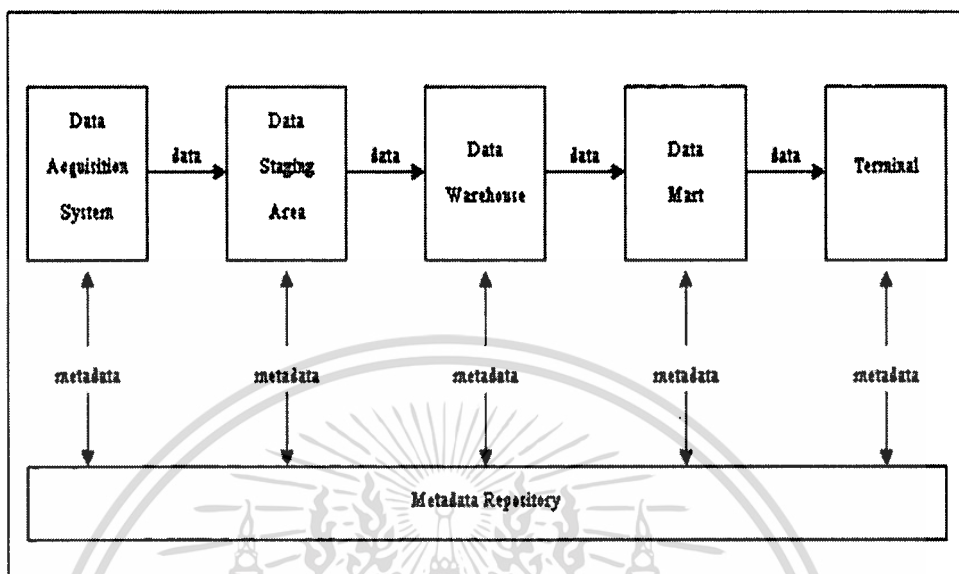 Data
Acquisition
System
data
Data
Staging
Area
data
Data
Warehouse
data
Data
Mart
data
Terminal
metadata
metadata
metadata
metadata
metadata
Metadata Repository